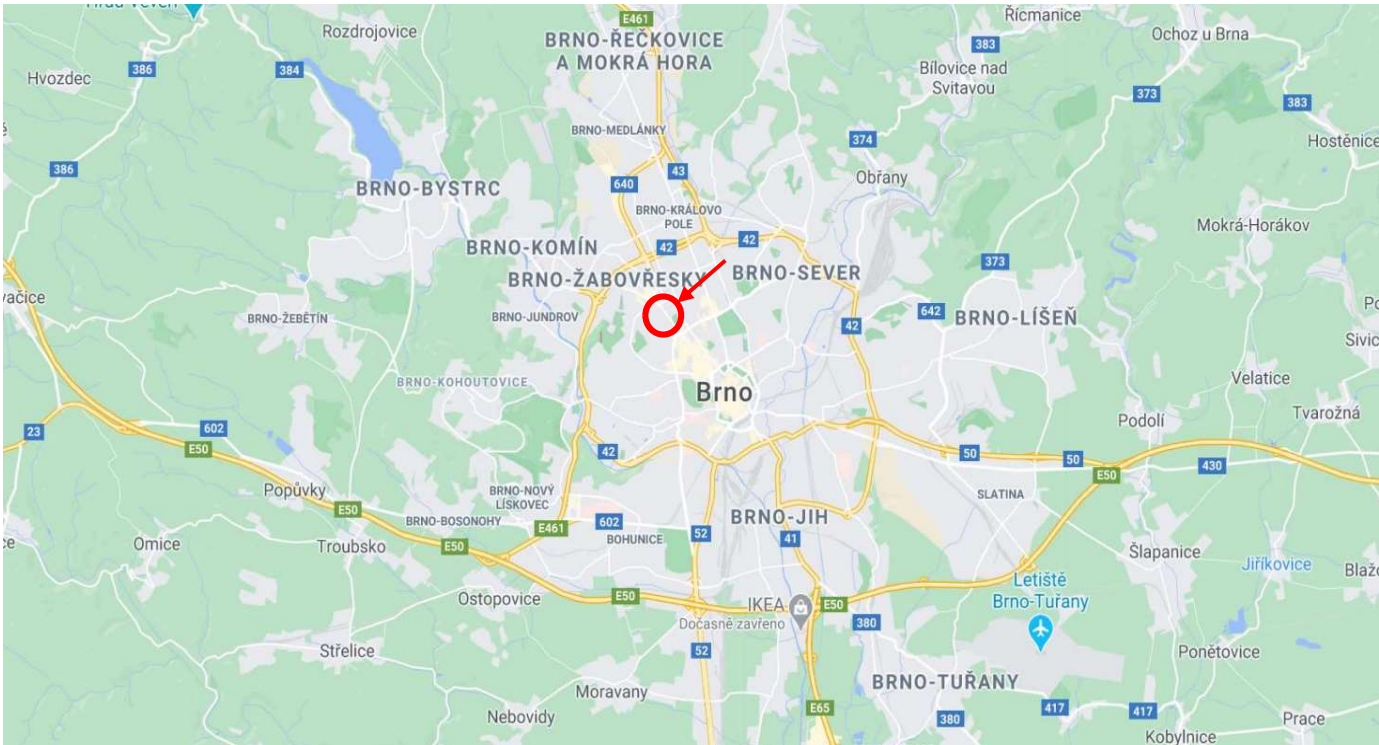 Rozdrojovice
E461
BRNO-ŘEČKOVICE
A MOKRÁ HORA
Řícmanice
383
Ochoz u Brna
Hvozdec
386
384
Bílovice nad
Svitavou
373
383
BRNO-MEDLÁNKY
374
Hostěnice
386
43
640
Obřany
BRNO-BYSTRC
BRNO-KRÁLOVO
POLE
Mokrá-Horákov
BRNO-KOMÍN
42
42
373
BRNO-ŽABOVŘESKY
BRNO-SEVER
BRNO-ŽEBĚTÍN
BRNO-JUNDROV
642
BRNO-LÍŠEŇ
42
BRNO-KOHOUTOVICE
Brno
Velatice
Tvarožná
Podolí
23
602
E50
42
50
50
430
E50
Popůvky
BRNO-NOVÝ
LÍSKOVEC
SLATINA
E50
BRNO-BOSONOHY
E461
602
BRNO-JIH
52
41
BOHUNICE
Omice
Troubsko
E50
Šlapanice
Jiříkovice
Letiště
Brno-Tuřany
Ostopovice
E50
IKEA
Dočasně zavřeno
E50
380
Střelice
52
Ponětovice
BRNO-TUŘANY
Moravany
E65
417
417
Nebovidy
380
Prace
Kobylnice